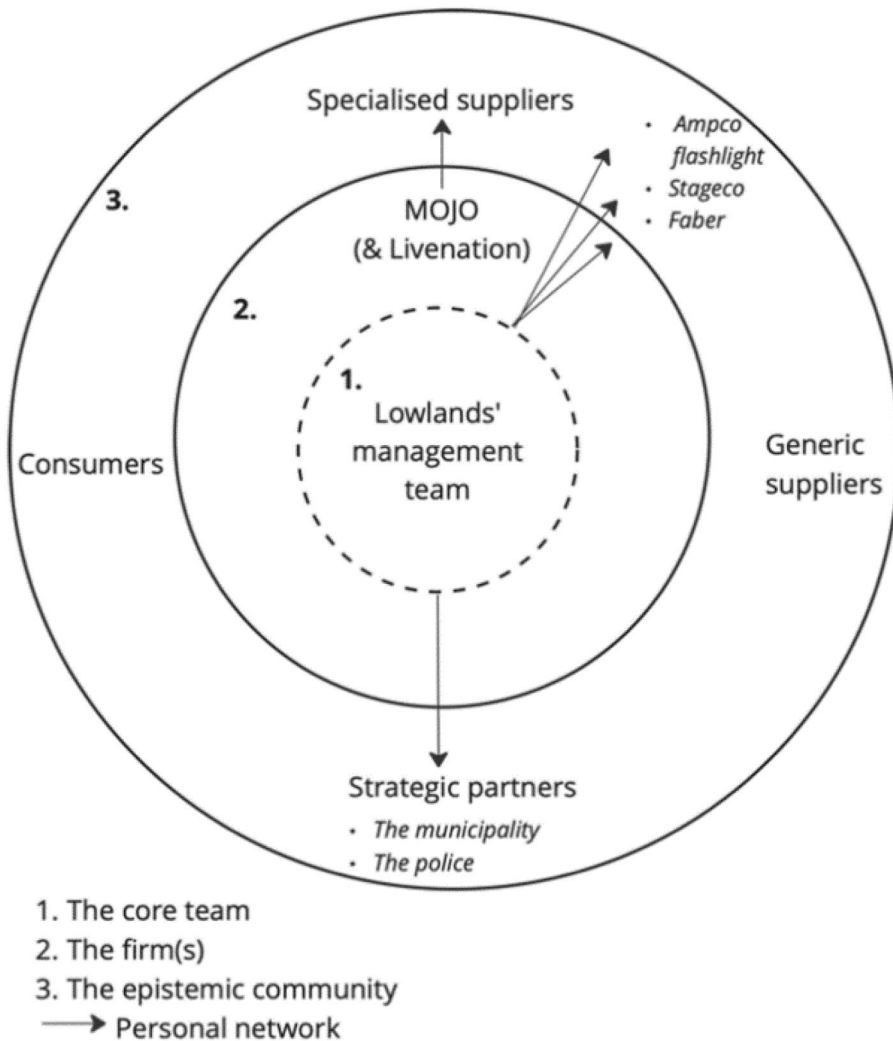 Specialised suppliers
• Ampco
flashlight
• Stageco
• Faber
3.
MOJO
(& Livenation)
2.
1.
Lowlands'
management
team
Consumers
Generic
suppliers
Strategic partners
• The municipality
• The police
1. The core team
2. The firm(s)
3. The epistemic community
Personal network